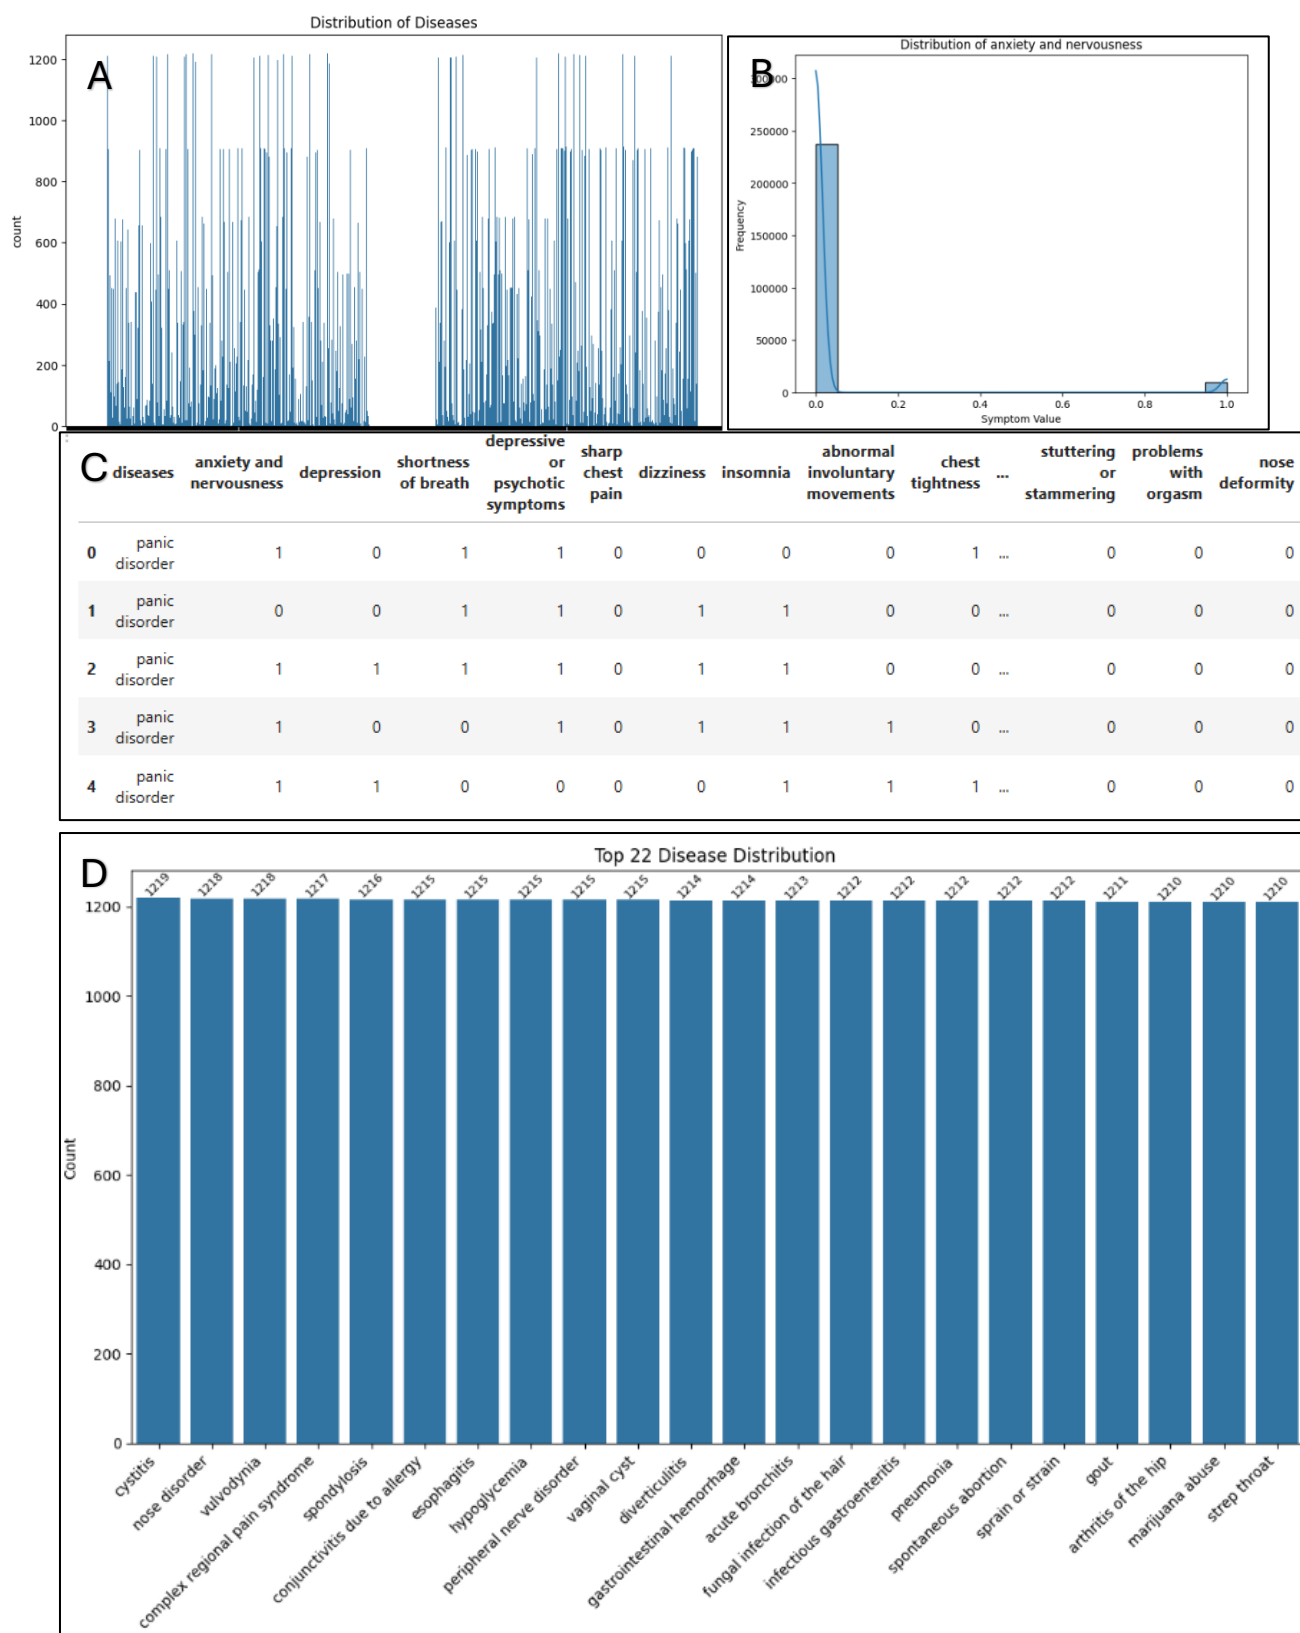 Distribution of Diseases
A
1200
1000
800
600
400
200
0
count
Distribution of anxiety and nervousness
B
300000
250000
200000
150000
100000
50000
0
Frequency
0.0 0.2 0.4 0.6 0.8 1.0
Symptom Value
C
diseases anxiety and nervousness depression shortness of breath depressive or psychotic symptoms sharp chest pain dizziness insomnia abnormal involuntary movements chest tightness ... stuttering or stammering problems with orgasm nose deformity
0 panic disorder 1 0 1 1 0 0 0 0 1 ... 0 0 0
1 panic disorder 0 0 1 1 0 1 1 0 0 ... 0 0 0
2 panic disorder 1 1 1 1 0 1 1 0 0 ... 0 0 0
3 panic disorder 1 0 0 1 0 1 1 1 0 ... 0 0 0
4 panic disorder 1 1 0 0 0 0 1 1 1 ... 0 0 0
D
Top 22 Disease Distribution
1219 1218 1218 1217 1216 1215 1215 1215 1215 1215 1214 1214 1213 1212 1212 1212 1212 1212 1211 1210 1210 1210
1200
1000
800
600
400
200
0
Count
cystitis
nose disorder
vulvodynia
complex regional pain syndrome
spondylosis
conjunctivitis due to allergy
esophagitis
hypoglycemia
peripheral nerve disorder
vaginal cyst
diverticulitis
gastrointestinal hemorrhage
acute bronchitis
fungal infection of the hair
infectious gastroenteritis
pneumonia
spontaneous abortion
sprain or strain
gout
arthritis of the hip
marijuana abuse
strep throat